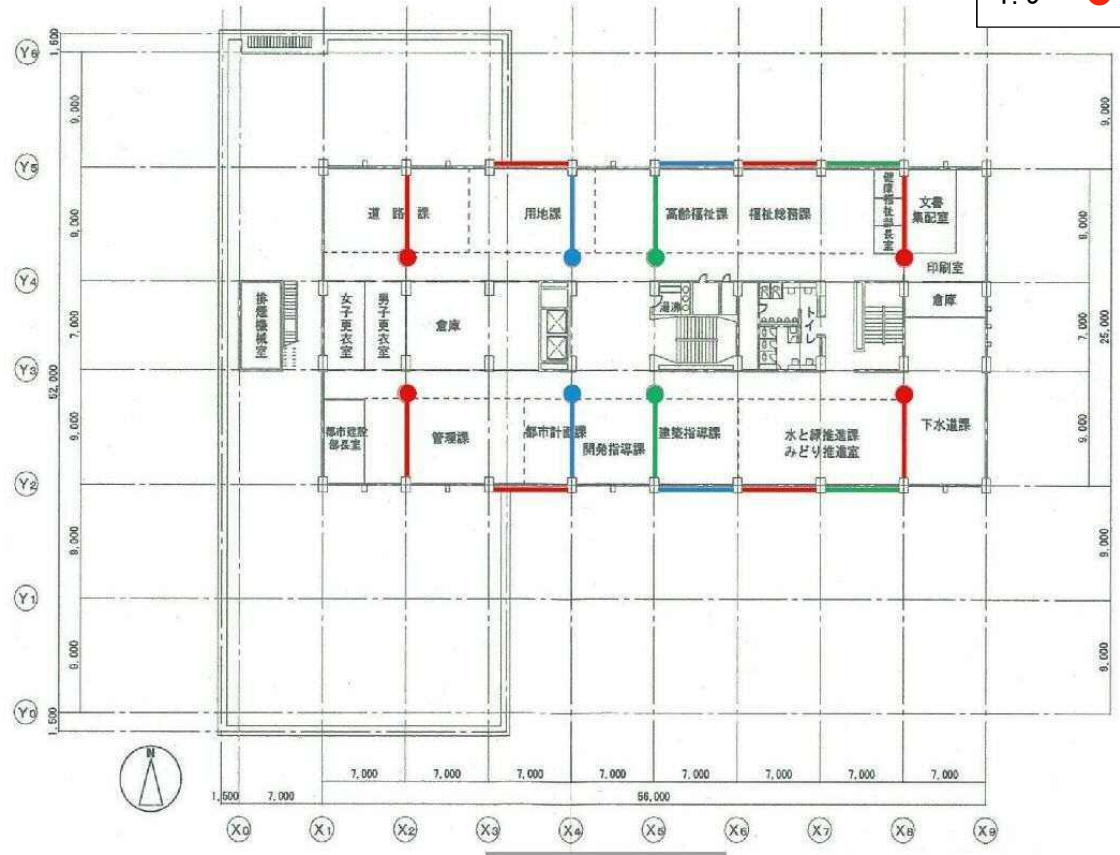 Y6
1,500
9,000
9,000
Y5
道路課
用地課
高齢福祉課
福祉総務課
健康福祉部長室
文書
集配室
9,000
9,000
印刷室
Y4
排煙機械室
女子更衣室
男子更衣室
倉庫
湯沸
トイレ
倉庫
7,000
7,000
25,000
Y3
52,000
都市建設
部長室
管理課
都市計画課
開発指導課
建築指導課
水と緑推進課
みどり推進室
下水道課
9,000
9,000
Y2
9,000
9,000
Y1
9,000
9,000
Y0
1,500
N
7,000
7,000
7,000
7,000
7,000
7,000
7,000
7,000
1,500
7,000
56,000
X0
X1
X2
X3
X4
X5
X6
X7
X8
X9